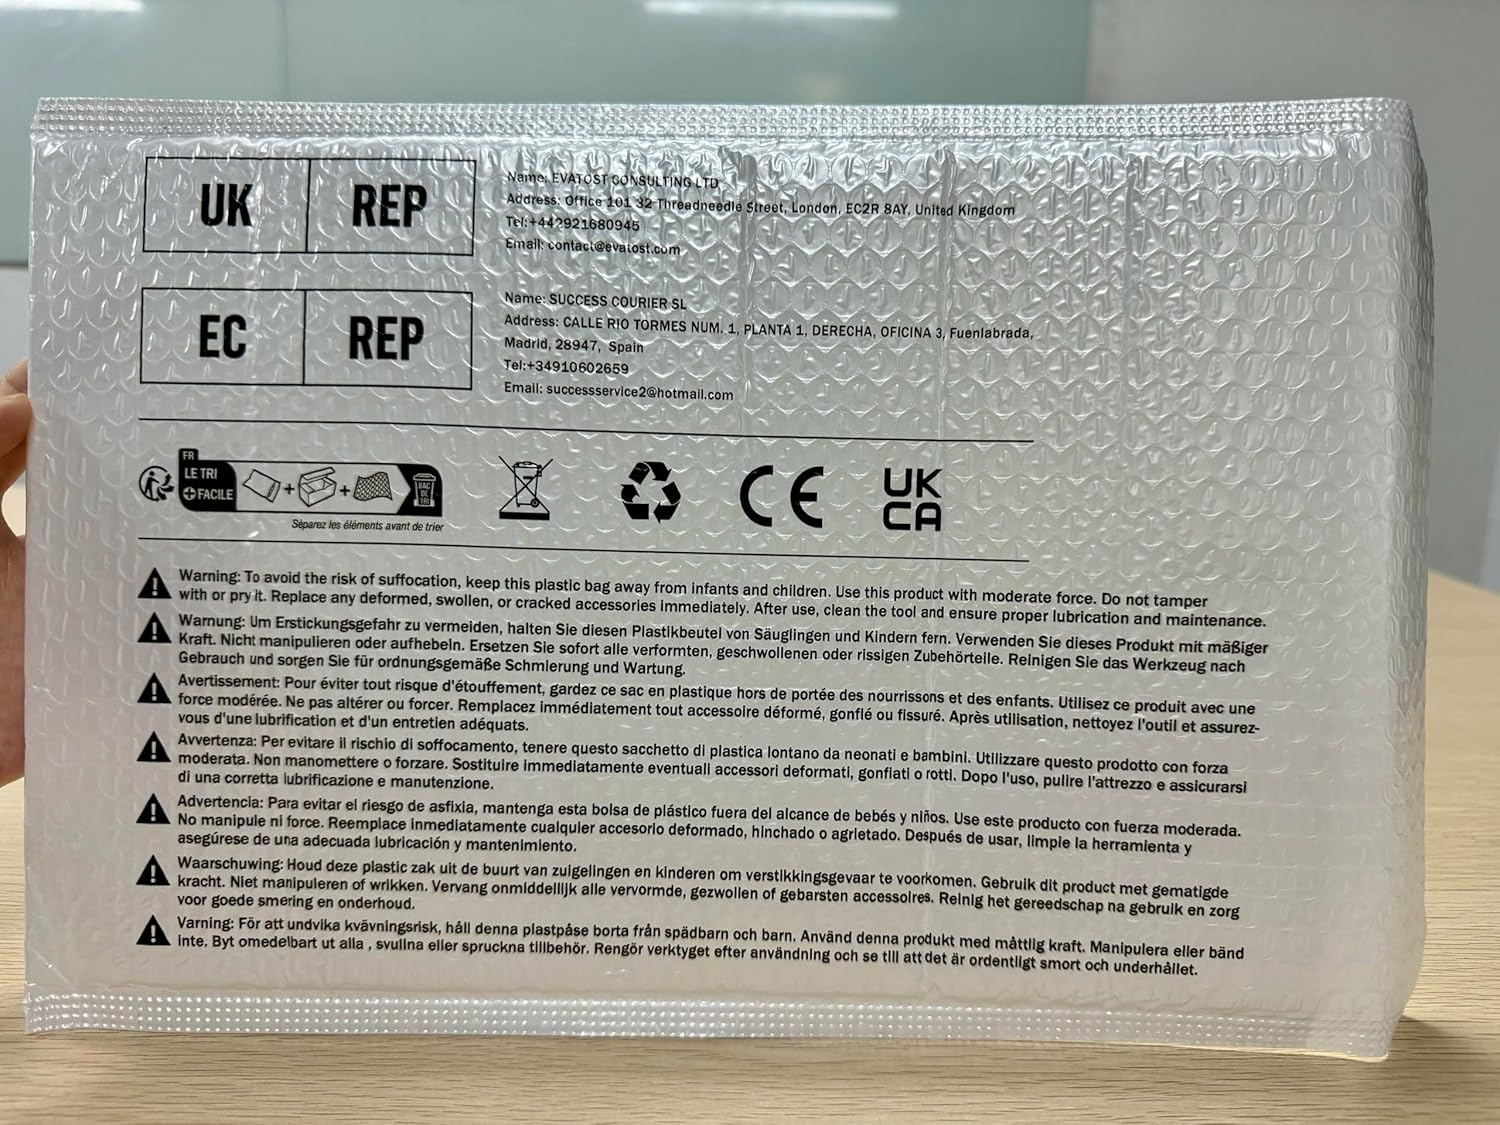 UK REP
Name: EVATOST CONSULTING LTD
Address: Office 101 32 Threadneedle Street, London, EC2R 8AY, United Kingdom
Tel:+442921680945
Email: contact@evatost.com
EC REP
Name: SUCCESS COURIER SL
Address: CALLE RIO TORMES NUM. 1, PLANTA 1, DERECHA, OFICINA 3, Fuenlabrada,
Madrid, 28947, Spain
Tel:+34910602659
Email: successservice2@hotmail.com
FR
LE TRI
+ FACILE
+
+
BAC
DE
TRI
Séparez les éléments avant de trier
CE
UK
CA
Warning: To avoid the risk of suffocation, keep this plastic bag away from infants and children. Use this product with moderate force. Do not tamper
with or pry it. Replace any deformed, swollen, or cracked accessories immediately. After use, clean the tool and ensure proper lubrication and maintenance.
Warnung: Um Erstickungsgefahr zu vermeiden, halten Sie diesen Plastikbeutel von Säuglingen und Kindern fern. Verwenden Sie dieses Produkt mit mäßiger
Kraft. Nicht manipulieren oder aufhebeln. Ersetzen Sie sofort alle verformten, geschwollenen oder rissigen Zubehörteile. Reinigen Sie das Werkzeug nach
Gebrauch und sorgen Sie für ordnungsgemäße Schmierung und Wartung.
Avertissement: Pour éviter tout risque d'étouffement, gardez ce sac en plastique hors de portée des nourrissons et des enfants. Utilisez ce produit avec une
force modérée. Ne pas altérer ou forcer. Remplacez immédiatement tout accessoire déformé, gonflé ou fissuré. Après utilisation, nettoyez l'outil et assurez-
vous d'une lubrification et d'un entretien adéquats.
Avvertenza: Per evitare il rischio di soffocamento, tenere questo sacchetto di plastica lontano da neonati e bambini. Utilizzare questo prodotto con forza
moderata. Non manomettere o forzare. Sostituire immediatamente eventuali accessori deformati, gonfiati o rotti. Dopo l'uso, pulire l'attrezzo e assicurarsi
di una corretta lubrificazione e manutenzione.
Advertencia: Para evitar el riesgo de asfixia, mantenga esta bolsa de plástico fuera del alcance de bebés y niños. Use este producto con fuerza moderada.
No manipule ni force. Reemplace inmediatamente cualquier accesorio deformado, hinchado o agrietado. Después de usar, limpie la herramienta y
asegúrese de una adecuada lubricación y mantenimiento.
Waarschuwing: Houd deze plastic zak uit de buurt van zuigelingen en kinderen om verstikkingsgevaar te voorkomen. Gebruik dit product met gematigde
kracht. Niet manipuleren of wrikken. Vervang onmiddellijk alle vervormde, gezwollen of gebarsten accessoires. Reinig het gereedschap na gebruik en zorg
voor goede smering en onderhoud.
Varning: För att undvika kvävningsrisk, håll denna plastpåse borta från spädbarn och barn. Använd denna produkt med måttlig kraft. Manipulera eller bänd
inte. Byt omedelbart ut alla , svullna eller spruckna tillbehör. Rengör verktyget efter användning och se till att det är ordentligt smort och underhållet.